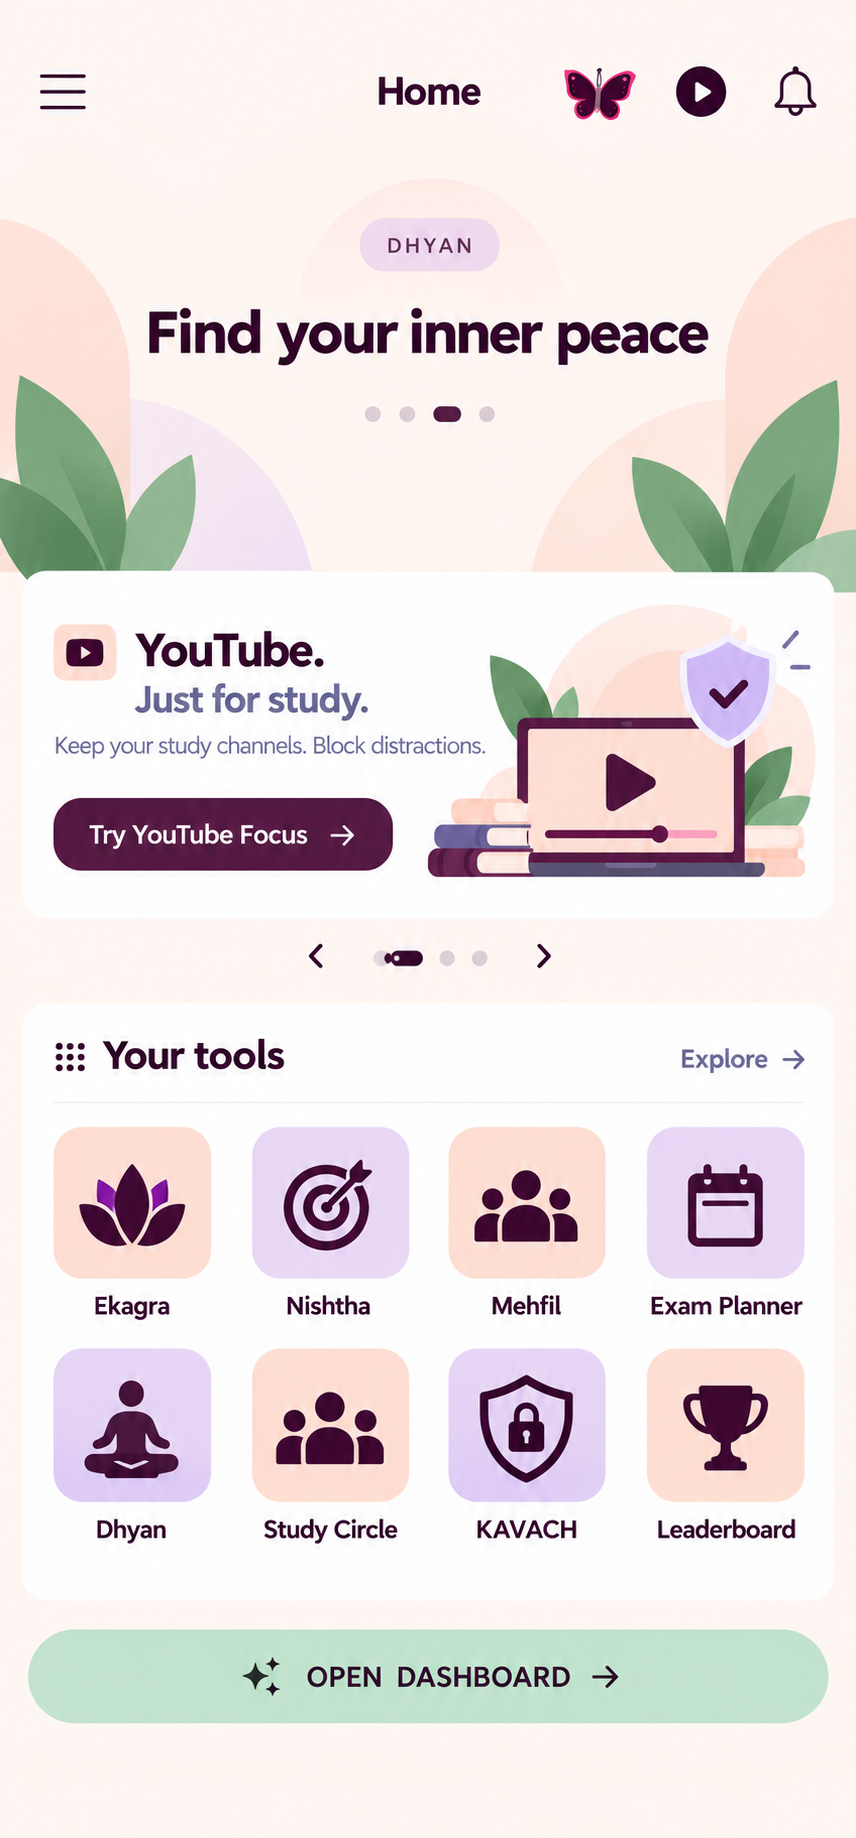 Home
DHYAN
Find your inner peace
YouTube.
Just for study.
Keep your study channels. Block distractions.
Try YouTube Focus
Your tools
Explore
Ekagra
Nishtha
Mehfil
Exam Planner
Dhyan
Study Circle
KAVACH
Leaderboard
OPEN DASHBOARD